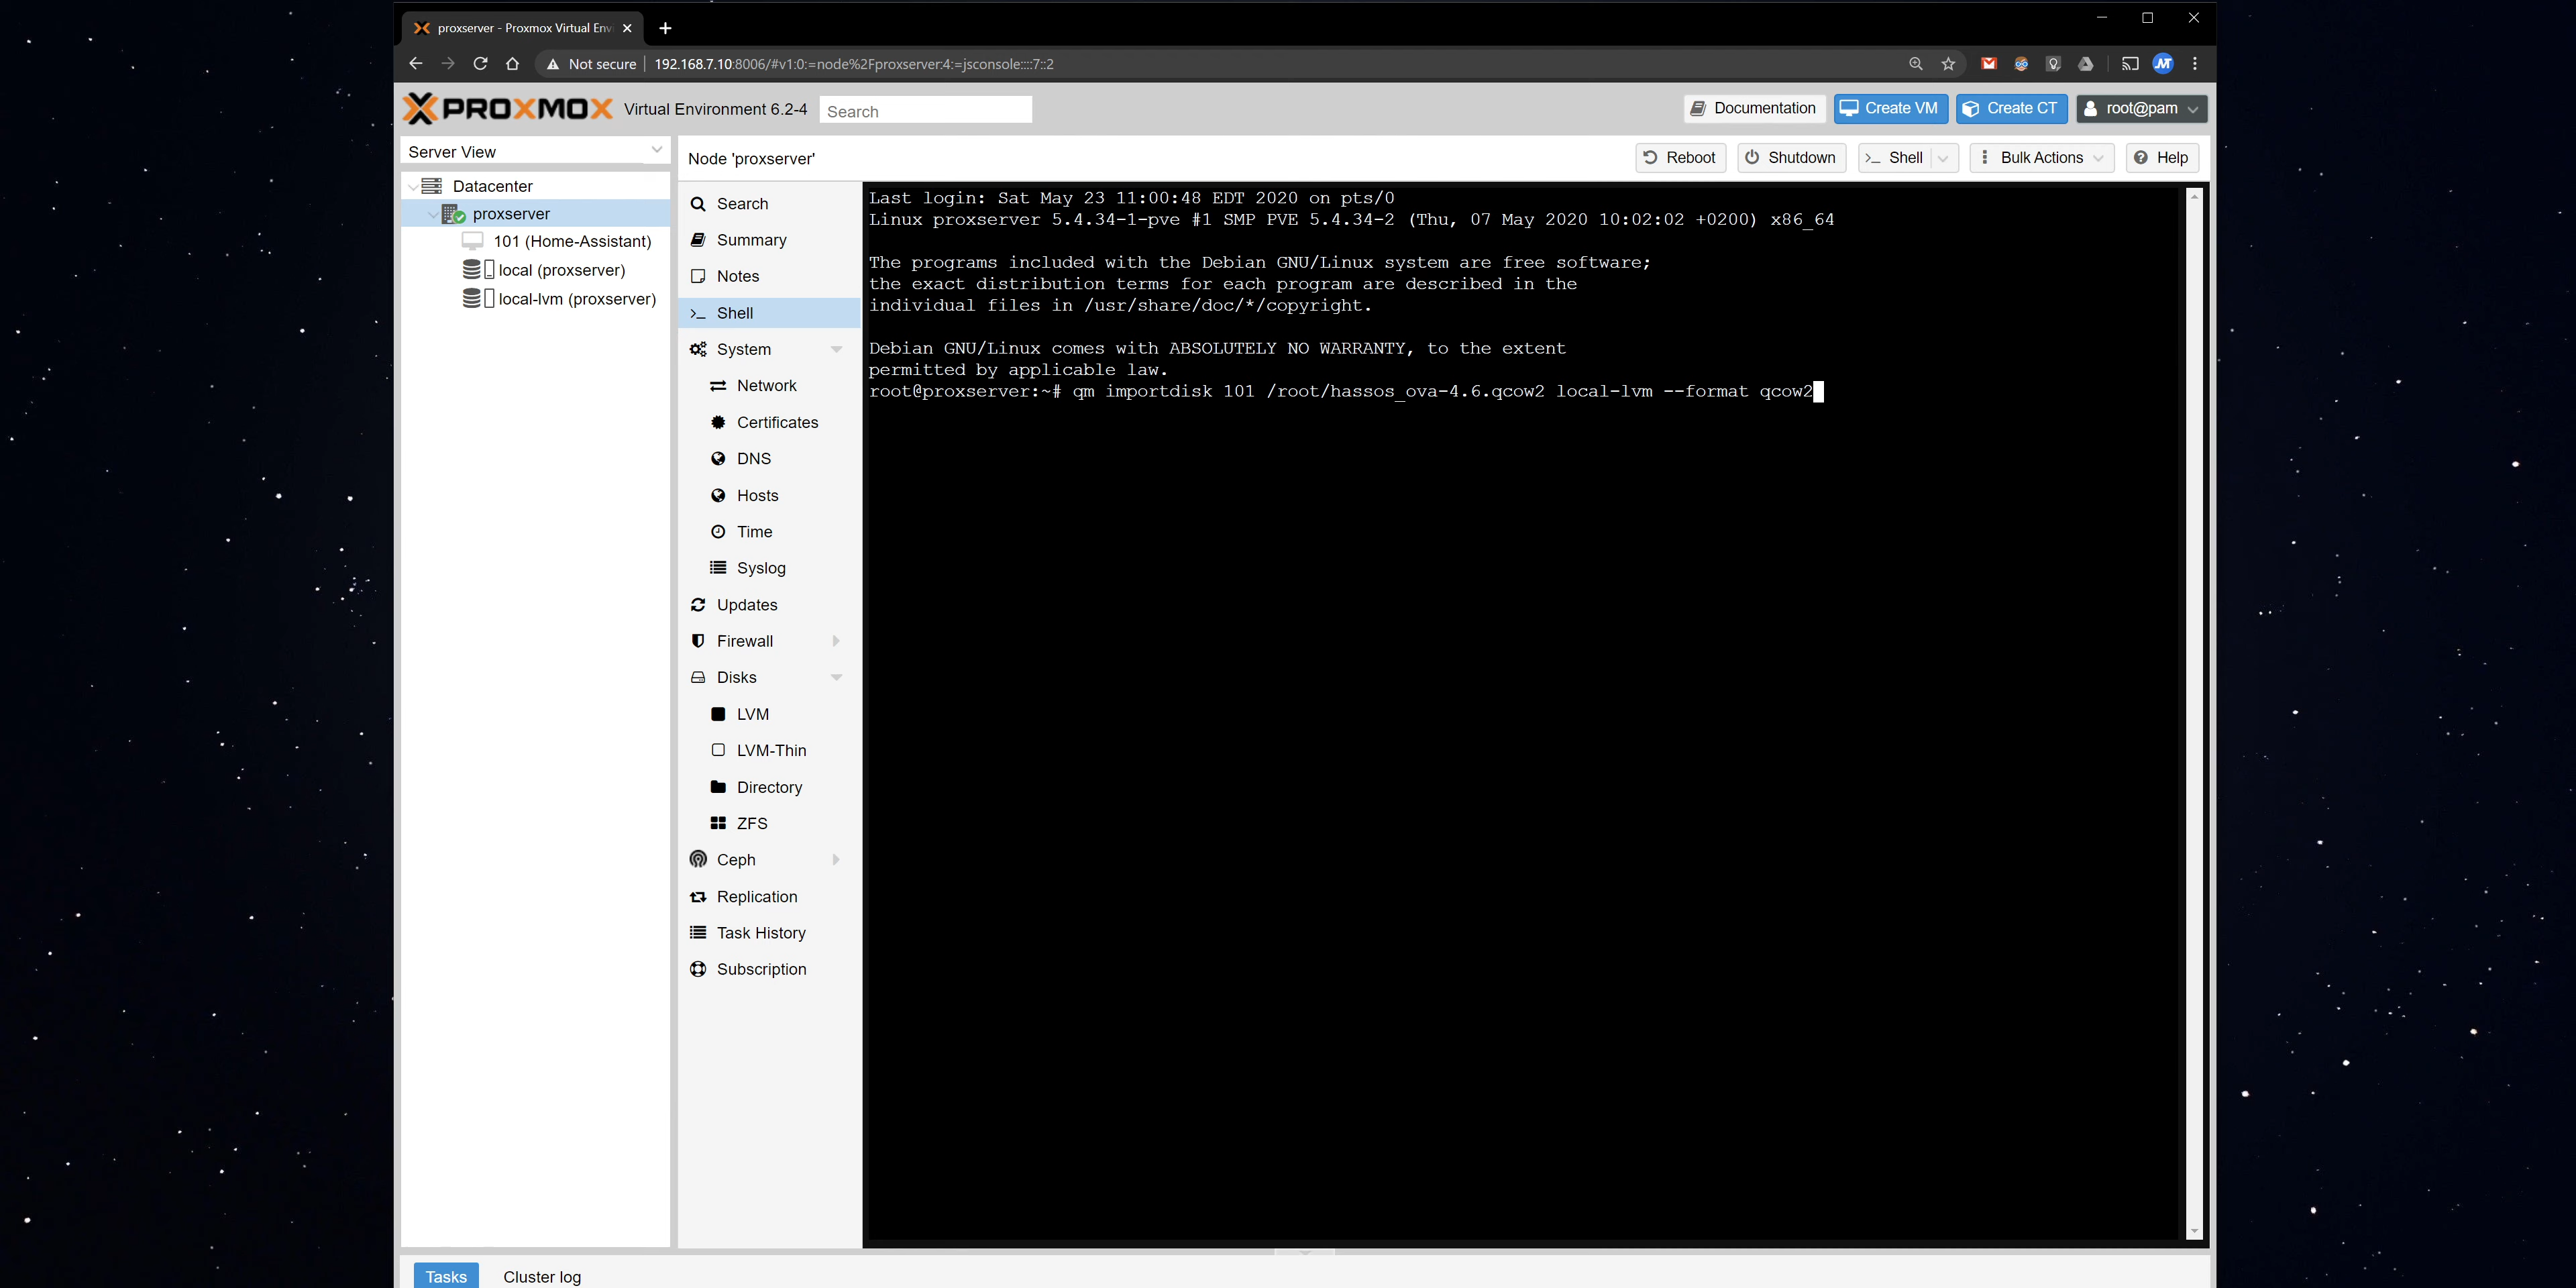 proxserver - Proxmox Virtual Envi
Not secure
192.168.7.10:8006/#v1:0:=node%2Fproxserver:4:=jsconsole::::7::2
PROXMOX
Virtual Environment 6.2-4
Search
Documentation
Create VM
Create CT
root@pam
Server View
Datacenter
proxserver
101 (Home-Assistant)
local (proxserver)
local-lvm (proxserver)
Node 'proxserver'
Reboot
Shutdown
Shell
Bulk Actions
Help
Search
Summary
Notes
Shell
System
Network
Certificates
DNS
Hosts
Time
Syslog
Updates
Firewall
Disks
LVM
LVM-Thin
Directory
ZFS
Ceph
Replication
Task History
Subscription
Last login: Sat May 23 11:00:48 EDT 2020 on pts/0
Linux proxserver 5.4.34-1-pve #1 SMP PVE 5.4.34-2 (Thu, 07 May 2020 10:02:02 +0200) x86_64
The programs included with the Debian GNU/Linux system are free software;
the exact distribution terms for each program are described in the
individual files in /usr/share/doc/*/copyright.
Debian GNU/Linux comes with ABSOLUTELY NO WARRANTY, to the extent
permitted by applicable law.
root@proxserver:~# qm importdisk 101 /root/hassos_ova-4.6.qcow2 local-lvm --format qcow2
Tasks
Cluster log